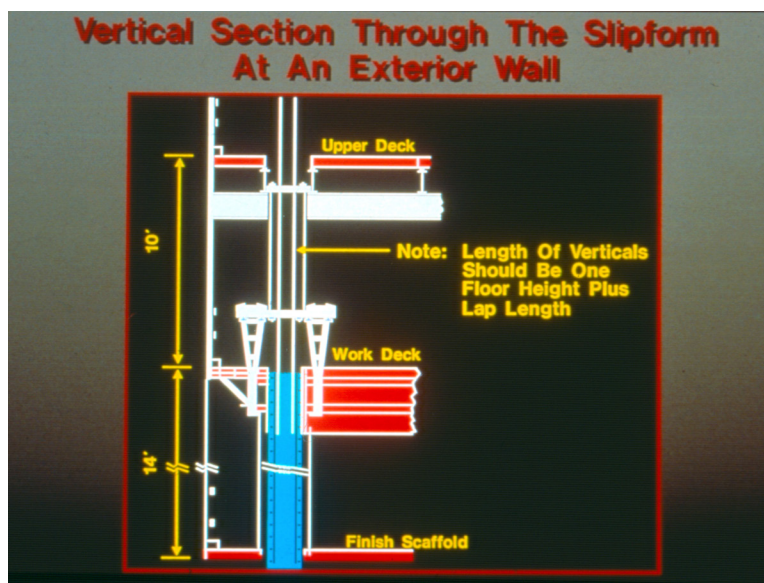 Vertical Section Through The Slipform
At An Exterior Wall
Upper Deck
10'
Note: Length Of Verticals
Should Be One
Floor Height Plus
Lap Length
Work Deck
14'
Finish Scaffold